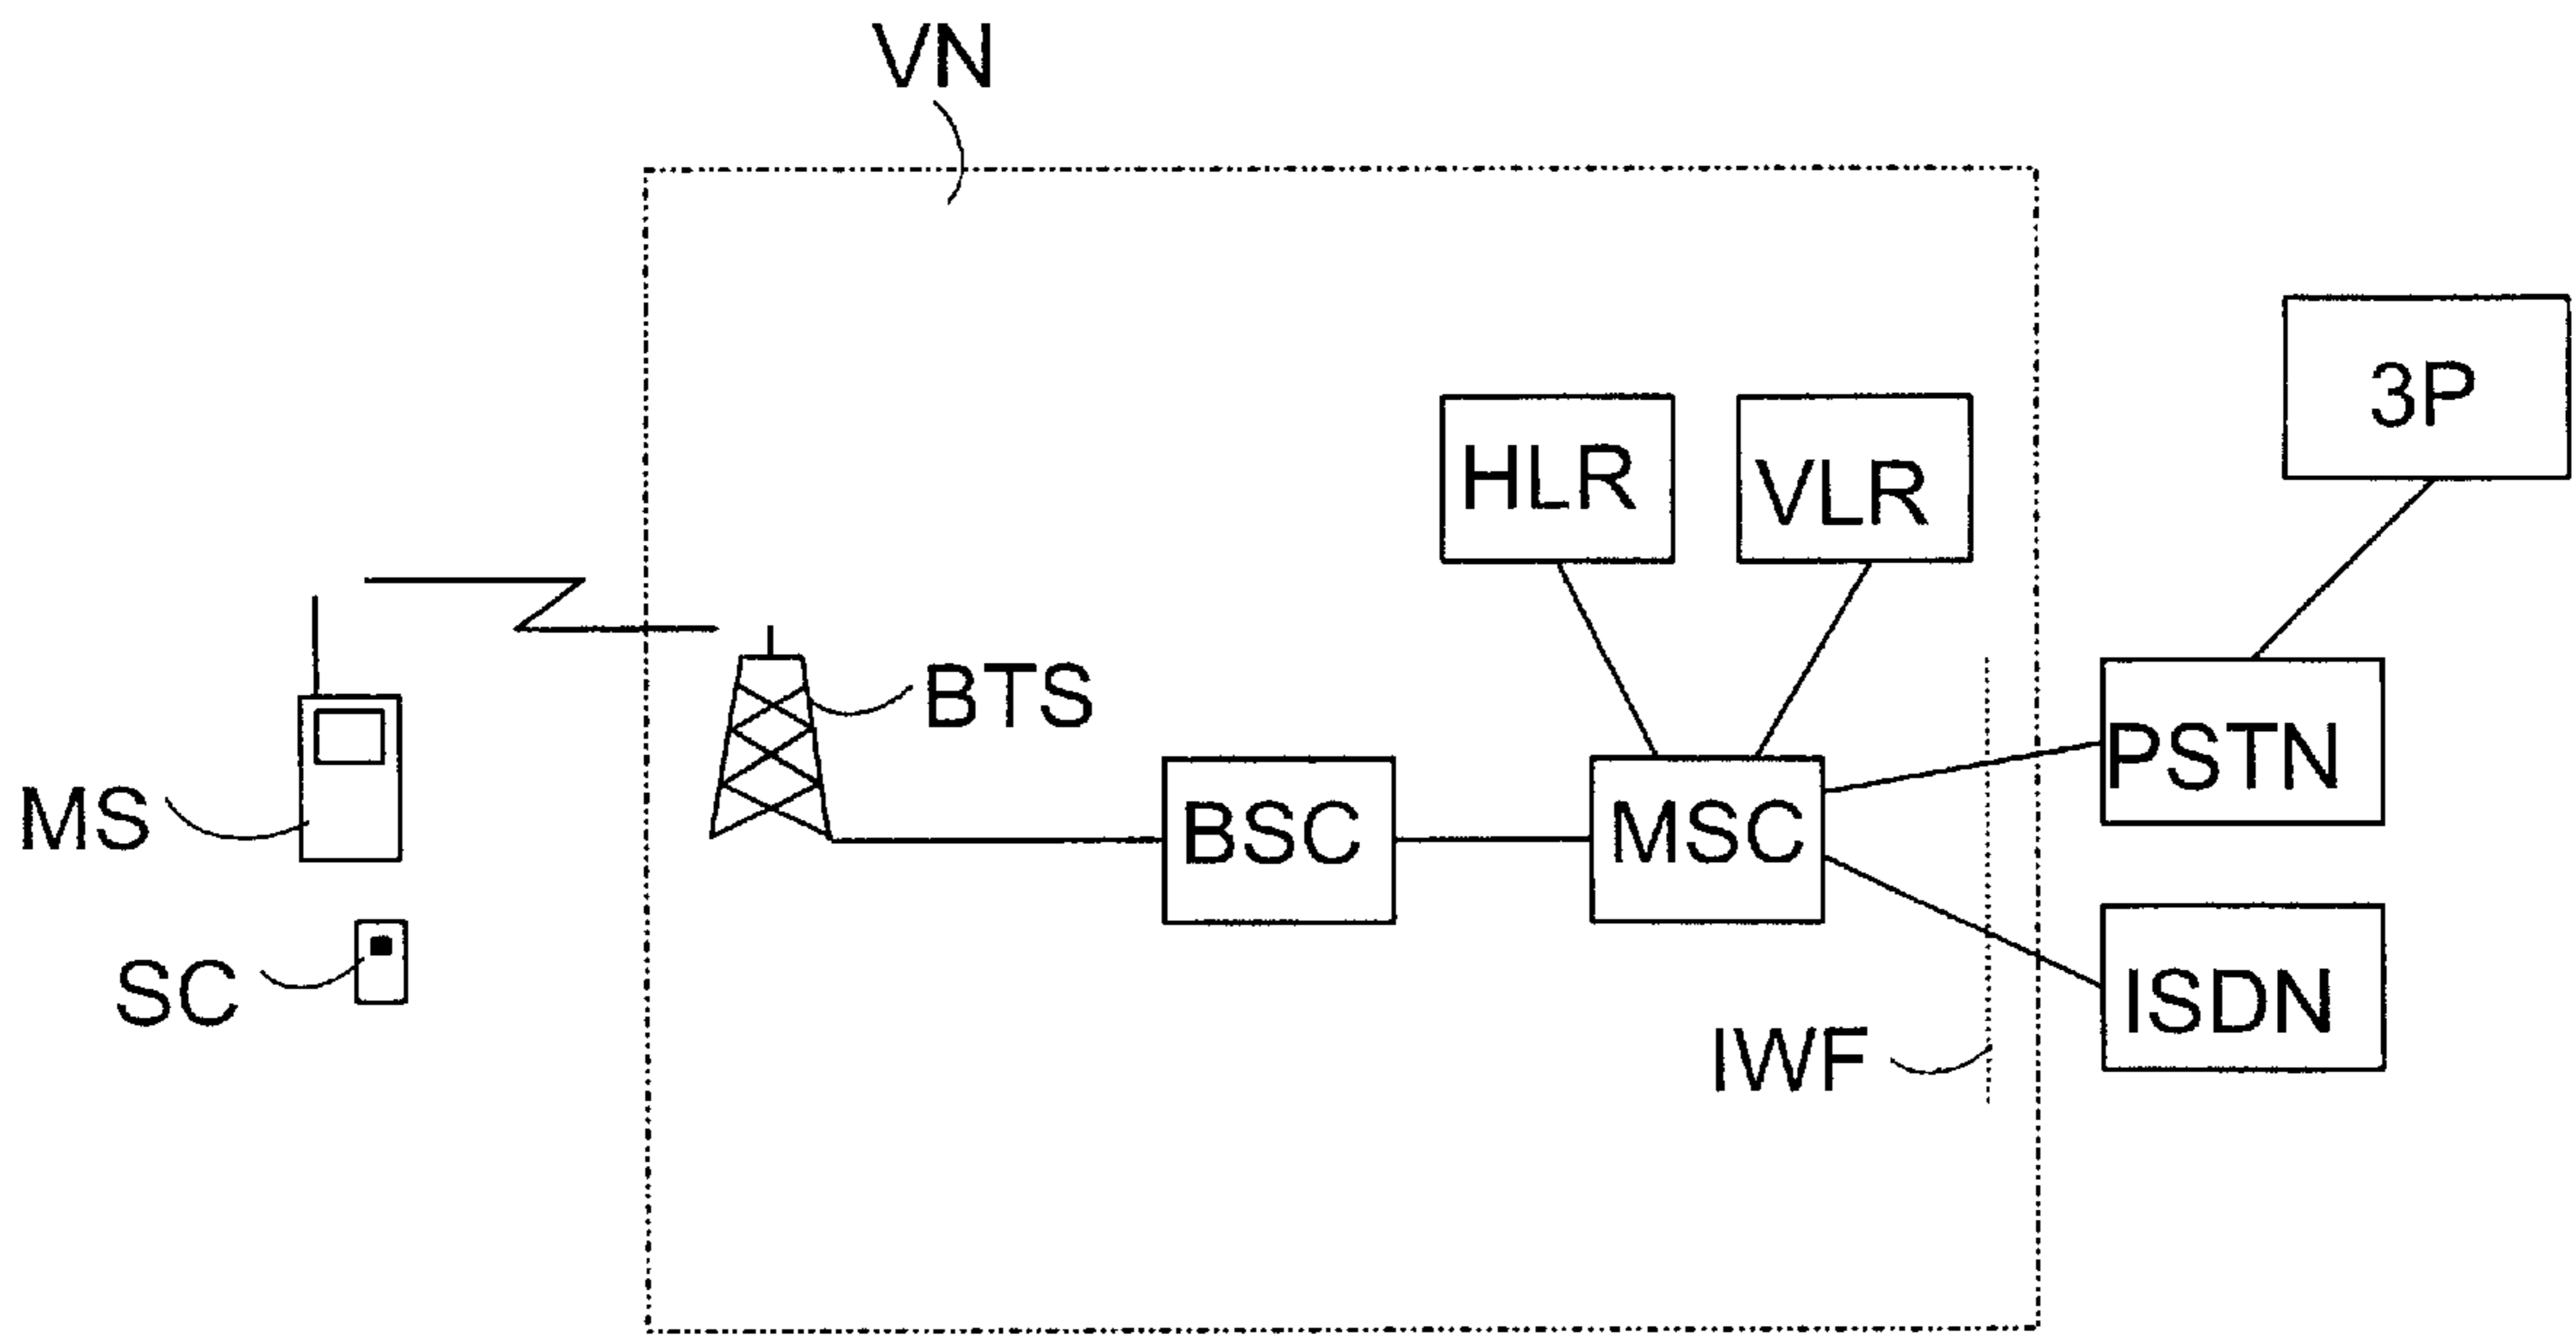 VN
3P
HLR
VLR
BTS
PSTN
MS
BSC
MSC
SC
ISDN
IWF